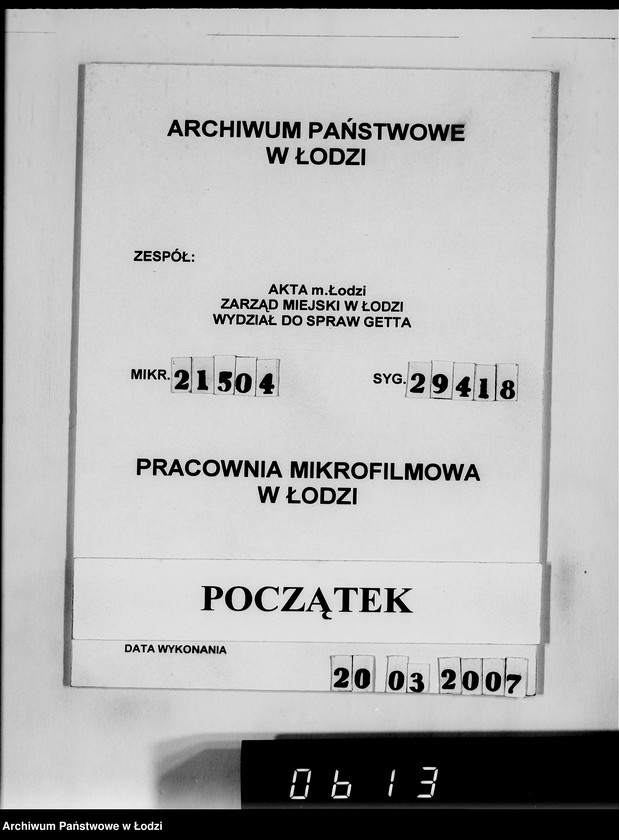 ARCHIWUM PAŃSTWOWE
W ŁODZI
ZESPÓŁ:
AKTA m.Łodzi
ZARZĄD MIEJSKI W ŁODZI
WYDZIAŁ DO SPRAW GETTA
MIKR. 21504 SYG. 29418
PRACOWNIA MIKROFILMOWA
W ŁODZI
POCZĄTEK
DATA WYKONANIA
20 03 2007
0613
Archiwum Państwowe w Łodzi